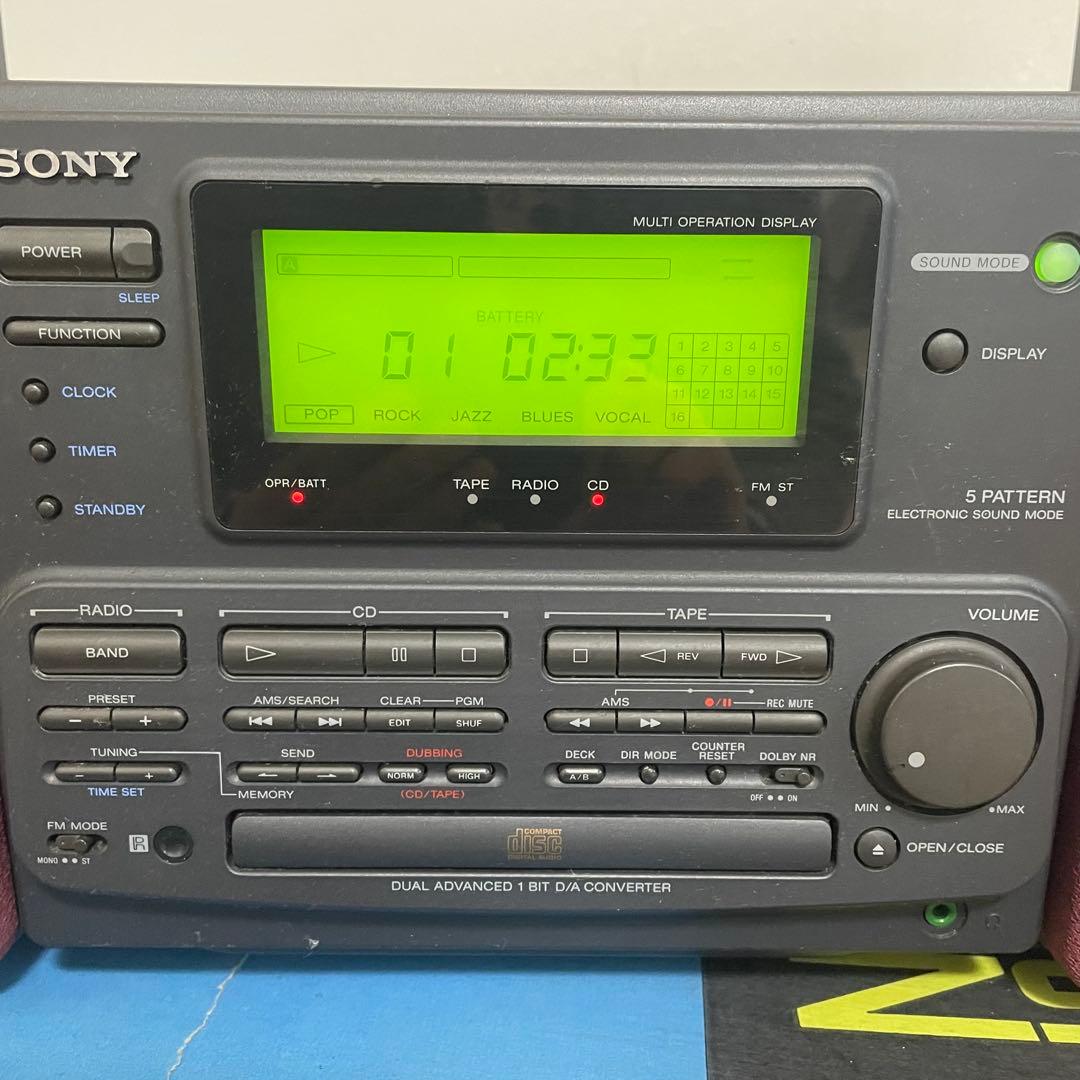 SONY
MULTI OPERATION DISPLAY
POWER
SLEEP
SOUND MODE
FUNCTION
A
BATTERY
DISPLAY
01 02:33
1 2 3 4 5
6 7 8 9 10
11 12 13 14 15
16
CLOCK
POP ROCK JAZZ BLUES VOCAL
TIMER
OPR/BATT TAPE RADIO CD FM ST
STANDBY
5 PATTERN
ELECTRONIC SOUND MODE
RADIO CD TAPE
VOLUME
BAND
REV FWD
PRESET AMS/SEARCH CLEAR PGM AMS REC MUTE
- + EDIT SHUF
TUNING SEND DUBBING DECK DIR MODE COUNTER RESET DOLBY NR
- + NORM HIGH A/B
TIME SET MEMORY (CD/TAPE) OFF ON
MIN MAX
FM MODE
MONO ST
R
COMPACT
disc
DIGITAL AUDIO
OPEN/CLOSE
DUAL ADVANCED 1 BIT D/A CONVERTER